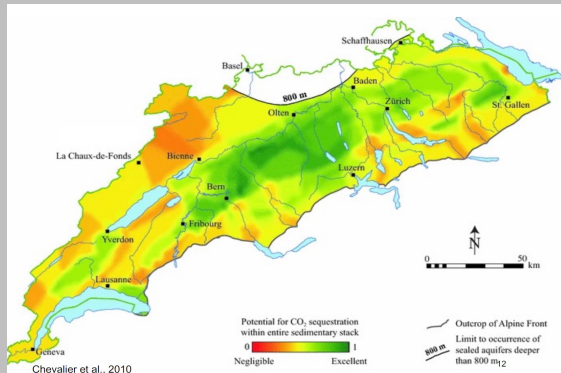 Schaffhausen
Basel
Baden
800 m
Zürich
St. Gallen
Olten
La Chaux-de-Fonds
Bienne
Luzern
Bern
Fribourg
Yverdon
Lausanne
Geneva
N
0 50
km
Potential for CO₂ sequestration
within entire sedimentary stack
0 1
Negligible Excellent
Outcrop of Alpine Front
800 m Limit to occurrence of
sealed aquifers deeper
than 800 m
12
Chevalier et al.. 2010